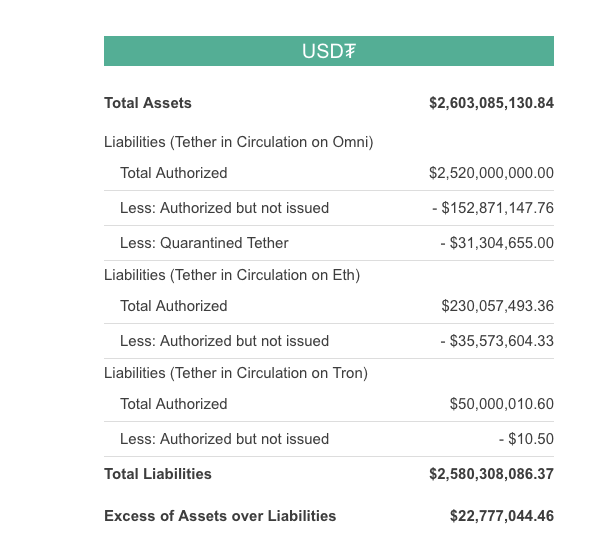 USD₮
Total Assets $2,603,085,130.84
Liabilities (Tether in Circulation on Omni)
Total Authorized $2,520,000,000.00
Less: Authorized but not issued - $152,871,147.76
Less: Quarantined Tether - $31,304,655.00
Liabilities (Tether in Circulation on Eth)
Total Authorized $230,057,493.36
Less: Authorized but not issued - $35,573,604.33
Liabilities (Tether in Circulation on Tron)
Total Authorized $50,000,010.60
Less: Authorized but not issued - $10.50
Total Liabilities $2,580,308,086.37
Excess of Assets over Liabilities $22,777,044.46